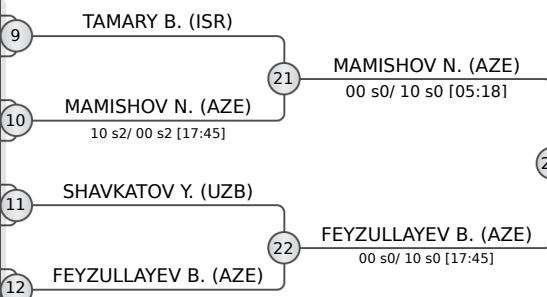 9
TAMARY B. (ISR)
21
MAMISHOV N. (AZE)
00 s0/ 10 s0 [05:18]
10
MAMISHOV N. (AZE)
10 s2/ 00 s2 [17:45]
11
SHAVKATOV Y. (UZB)
22
FEYZULLAYEV B. (AZE)
00 s0/ 10 s0 [17:45]
12
FEYZULLAYEV B. (AZE)